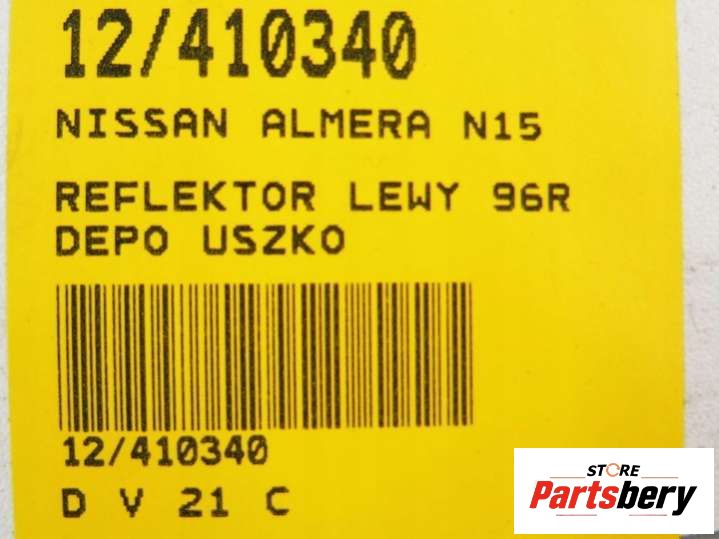 12/410340
NISSAN ALMERA N15
REFLEKTOR LEWY 96R
DEPO USZKO
12/410340
D V 21 C
STORE
Partsbery